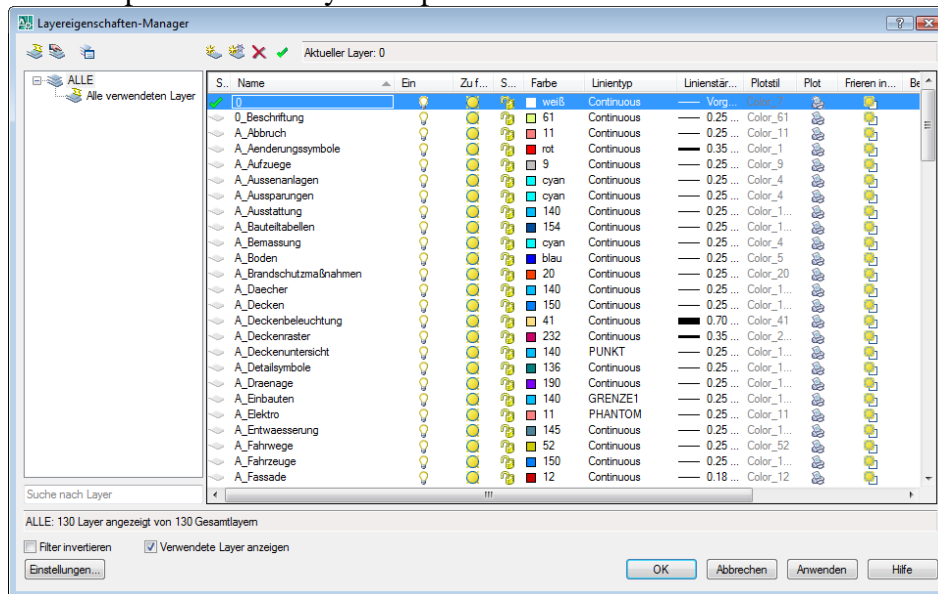 Layereigenschaften-Manager
Aktueller Layer: 0
ALLE
Alle verwendeten Layer
S.. Name Ein Zu f... S... Farbe Linientyp Linienstär... Plotstil Plot Frieren in... Be
0 weiß Continuous Vorg... Color_7
0_Beschriftung 61 Continuous 0.25 ... Color_61
A_Abbruch 11 Continuous 0.25 ... Color_11
A_Aenderungssymbole rot Continuous 0.35 ... Color_1
A_Aufzuege 9 Continuous 0.25 ... Color_9
A_Aussenanlagen cyan Continuous 0.25 ... Color_4
A_Aussparungen cyan Continuous 0.25 ... Color_4
A_Ausstattung 140 Continuous 0.25 ... Color_1...
A_Bauteiltabellen 154 Continuous 0.25 ... Color_1...
A_Bemassung cyan Continuous 0.25 ... Color_4
A_Boden blau Continuous 0.25 ... Color_5
A_Brandschutzmaßnahmen 20 Continuous 0.25 ... Color_20
A_Daecher 140 Continuous 0.25 ... Color_1...
A_Decken 150 Continuous 0.25 ... Color_1...
A_Deckenbeleuchtung 41 Continuous 0.70 ... Color_41
A_Deckenraster 232 Continuous 0.35 ... Color_2...
A_Deckenuntersicht 140 PUNKT 0.25 ... Color_1...
A_Detailsymbole 136 Continuous 0.25 ... Color_1...
A_Draenage 190 Continuous 0.25 ... Color_1...
A_Einbauten 140 GRENZE1 0.25 ... Color_1...
A_Elektro 11 PHANTOM 0.25 ... Color_11
A_Entwaesserung 145 Continuous 0.25 ... Color_1...
A_Fahrwege 52 Continuous 0.25 ... Color_52
A_Fahrzeuge 150 Continuous 0.25 ... Color_1...
A_Fassade 12 Continuous 0.18 ... Color_12
Suche nach Layer
ALLE: 130 Layer angezeigt von 130 Gesamtlayern
Filter invertieren Verwendete Layer anzeigen
Einstellungen... OK Abbrechen Anwenden Hilfe